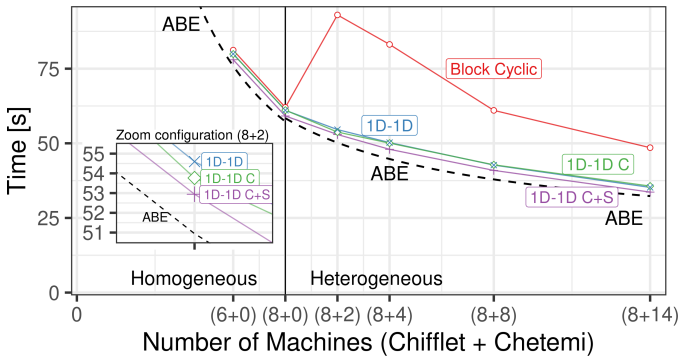 ABE
Block Cyclic
75
1D-1D
Zoom configuration (8+2)
55
1D-1D
54
1D-1D C
53
1D-1D C+S
52
ABE
51
50
1D-1D C
ABE
1D-1D C+S
ABE
25
Homogeneous
Heterogeneous
0
Time [s]
0
(6+0)
(8+0)
(8+2)
(8+4)
(8+8)
(8+14)
Number of Machines (Chifflet + Chetemi)